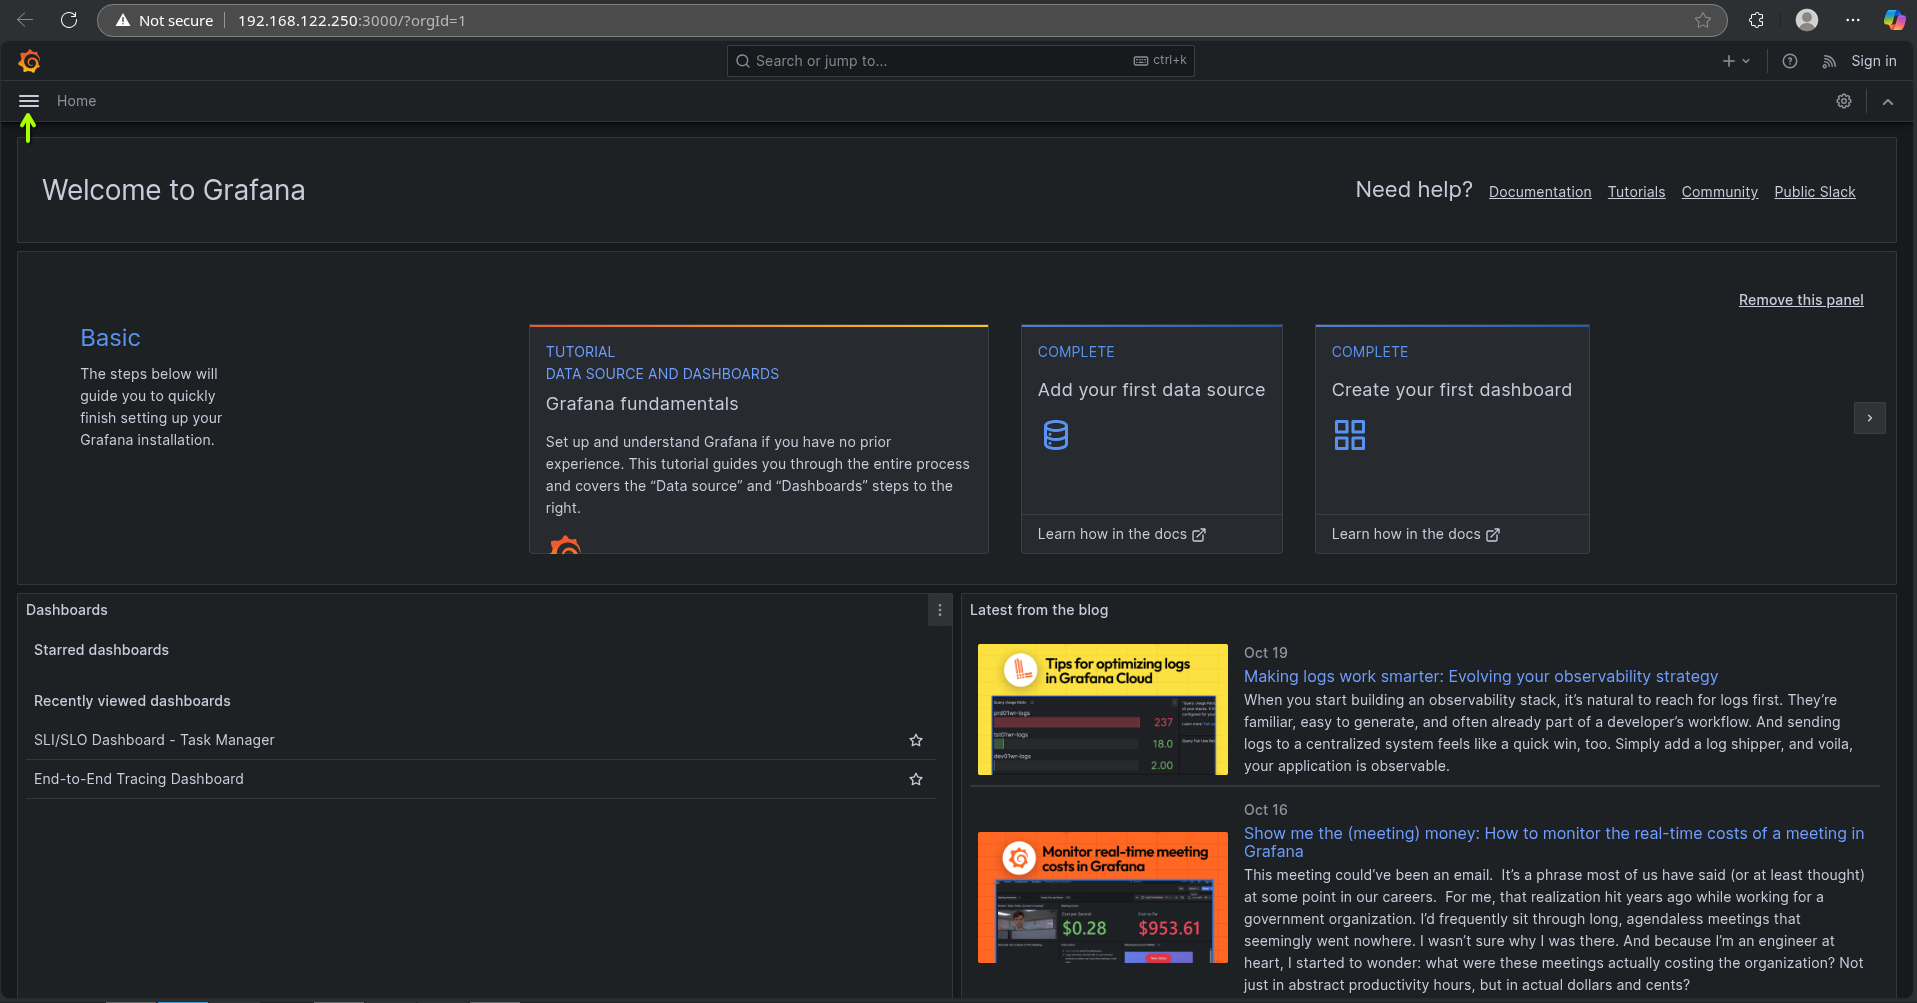 Not secure 192.168.122.250:3000/?orgId=1
Search or jump to... ctrl+k
Sign in
Home
Welcome to Grafana
Need help? Documentation Tutorials Community Public Slack
Remove this panel
Basic
The steps below will
guide you to quickly
finish setting up your
Grafana installation.
TUTORIAL
DATA SOURCE AND DASHBOARDS
Grafana fundamentals
Set up and understand Grafana if you have no prior
experience. This tutorial guides you through the entire process
and covers the “Data source” and “Dashboards” steps to the
right.
COMPLETE
Add your first data source
Learn how in the docs
COMPLETE
Create your first dashboard
Learn how in the docs
Dashboards
Starred dashboards
Recently viewed dashboards
SLI/SLO Dashboard - Task Manager
End-to-End Tracing Dashboard
Latest from the blog
Tips for optimizing logs
in Grafana Cloud
prd01wr-logs
237
tst01wr-logs
18.0
dev01wr-logs
2.00
Oct 19
Making logs work smarter: Evolving your observability strategy
When you start building an observability stack, it’s natural to reach for logs first. They’re
familiar, easy to generate, and often already part of a developer’s workflow. And sending
logs to a centralized system feels like a quick win, too. Simply add a log shipper, and voila,
your application is observable.
Monitor real-time meeting
costs in Grafana
$0.28
$953.61
Oct 16
Show me the (meeting) money: How to monitor the real-time costs of a meeting in
Grafana
This meeting could’ve been an email.  It’s a phrase most of us have said (or at least thought)
at some point in our careers.  For me, that realization hit years ago while working for a
government organization. I’d frequently sit through long, agendaless meetings that
seemingly went nowhere. I wasn’t sure why I was there. And because I’m an engineer at
heart, I started to wonder: what were these meetings actually costing the organization? Not
just in abstract productivity hours, but in actual dollars and cents?